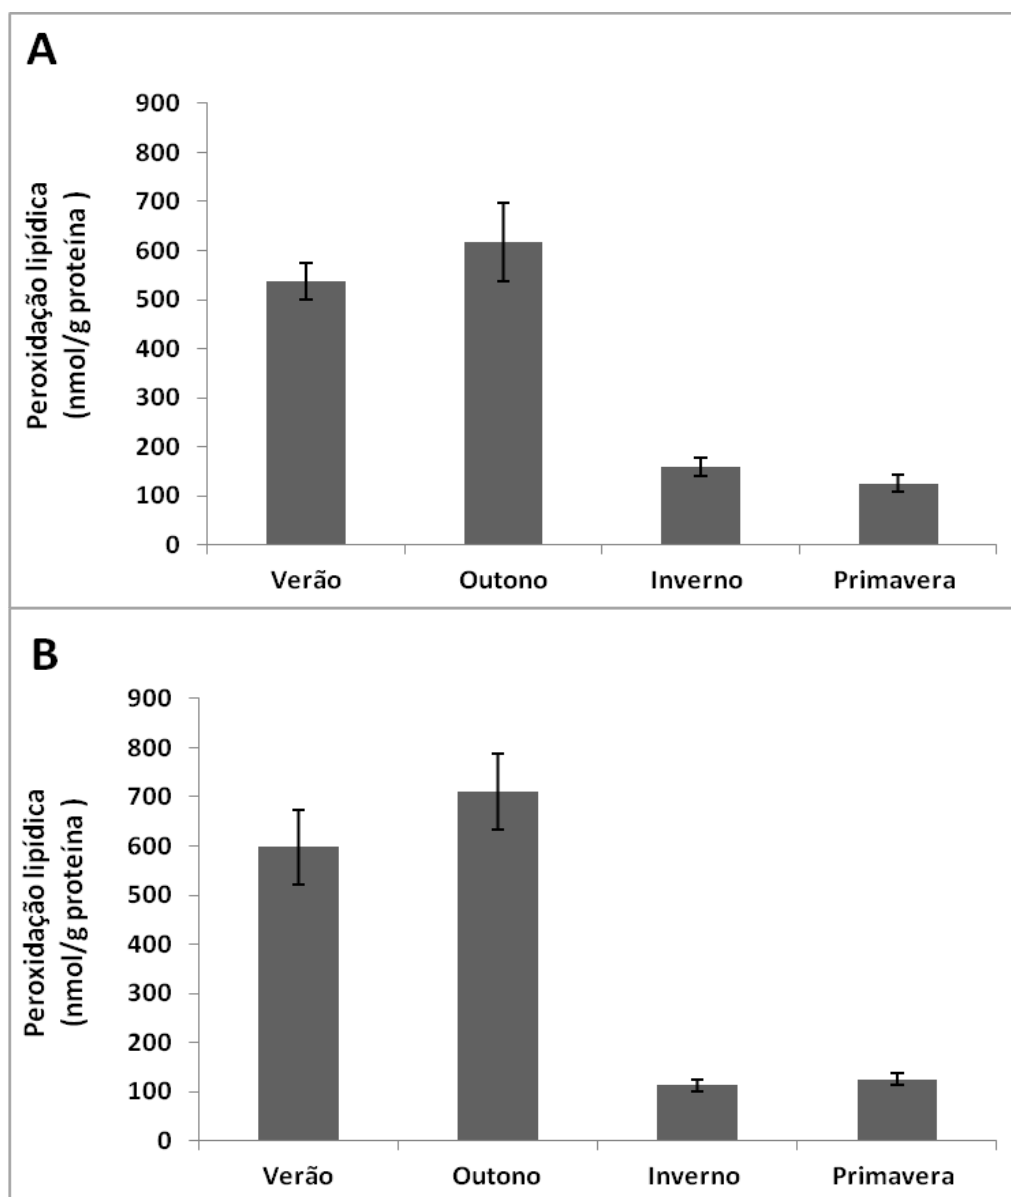 A
900
800
700
600
500
400
300
200
100
0
Peroxidação lipídica
(nmol/g proteína )
Verão Outono Inverno Primavera
B
900
800
700
600
500
400
300
200
100
0
Peroxidação lipídica
(nmol/g proteína )
Verão Outono Inverno Primavera